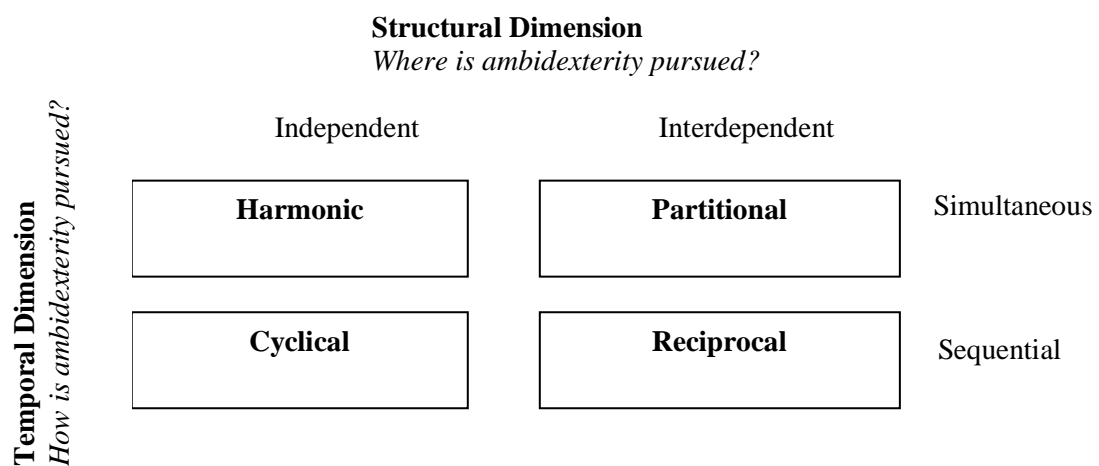 Structural Dimension
Where is ambidexterity pursued?
Temporal Dimension
How is ambidexterity pursued?
Independent
Interdependent
Harmonic
Partitional
Simultaneous
Cyclical
Reciprocal
Sequential